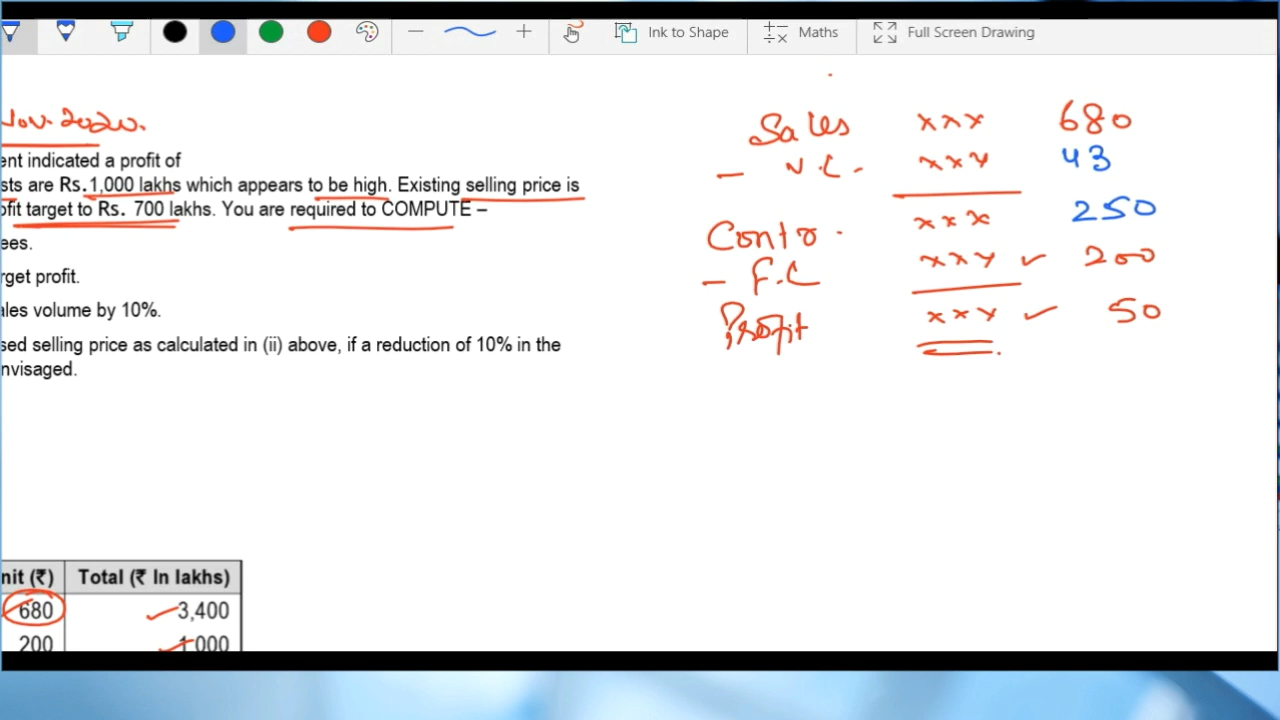 Ink to Shape Maths Full Screen Drawing
Nov. 2020.
ent indicated a profit of
sts are Rs.1,000 lakhs which appears to be high. Existing selling price is
ofit target to Rs. 700 lakhs. You are required to COMPUTE –
ees.
rget profit.
ales volume by 10%.
sed selling price as calculated in (ii) above, if a reduction of 10% in the
nvisaged.
Sales xxx 680
– V.C. xxx 43
Contr. xxx 250
– F.C xxx ✓ 200
Profit xxx ✓ 50
nit (₹) Total (₹ In lakhs)
680 3,400
200 1,000